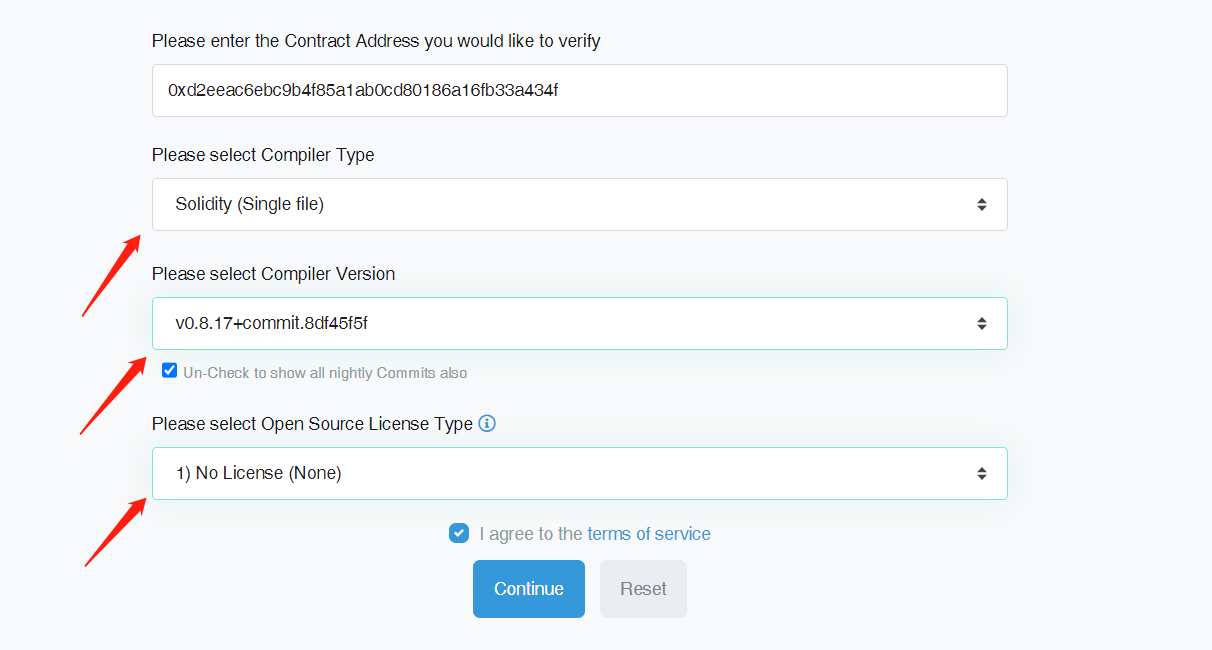 Please enter the Contract Address you would like to verify
0xd2eeac6ebc9b4f85a1ab0cd80186a16fb33a434f
Please select Compiler Type
Solidity (Single file)
Please select Compiler Version
v0.8.17+commit.8df45f5f
Un-Check to show all nightly Commits also
Please select Open Source License Type
1) No License (None)
I agree to the terms of service
Continue Reset